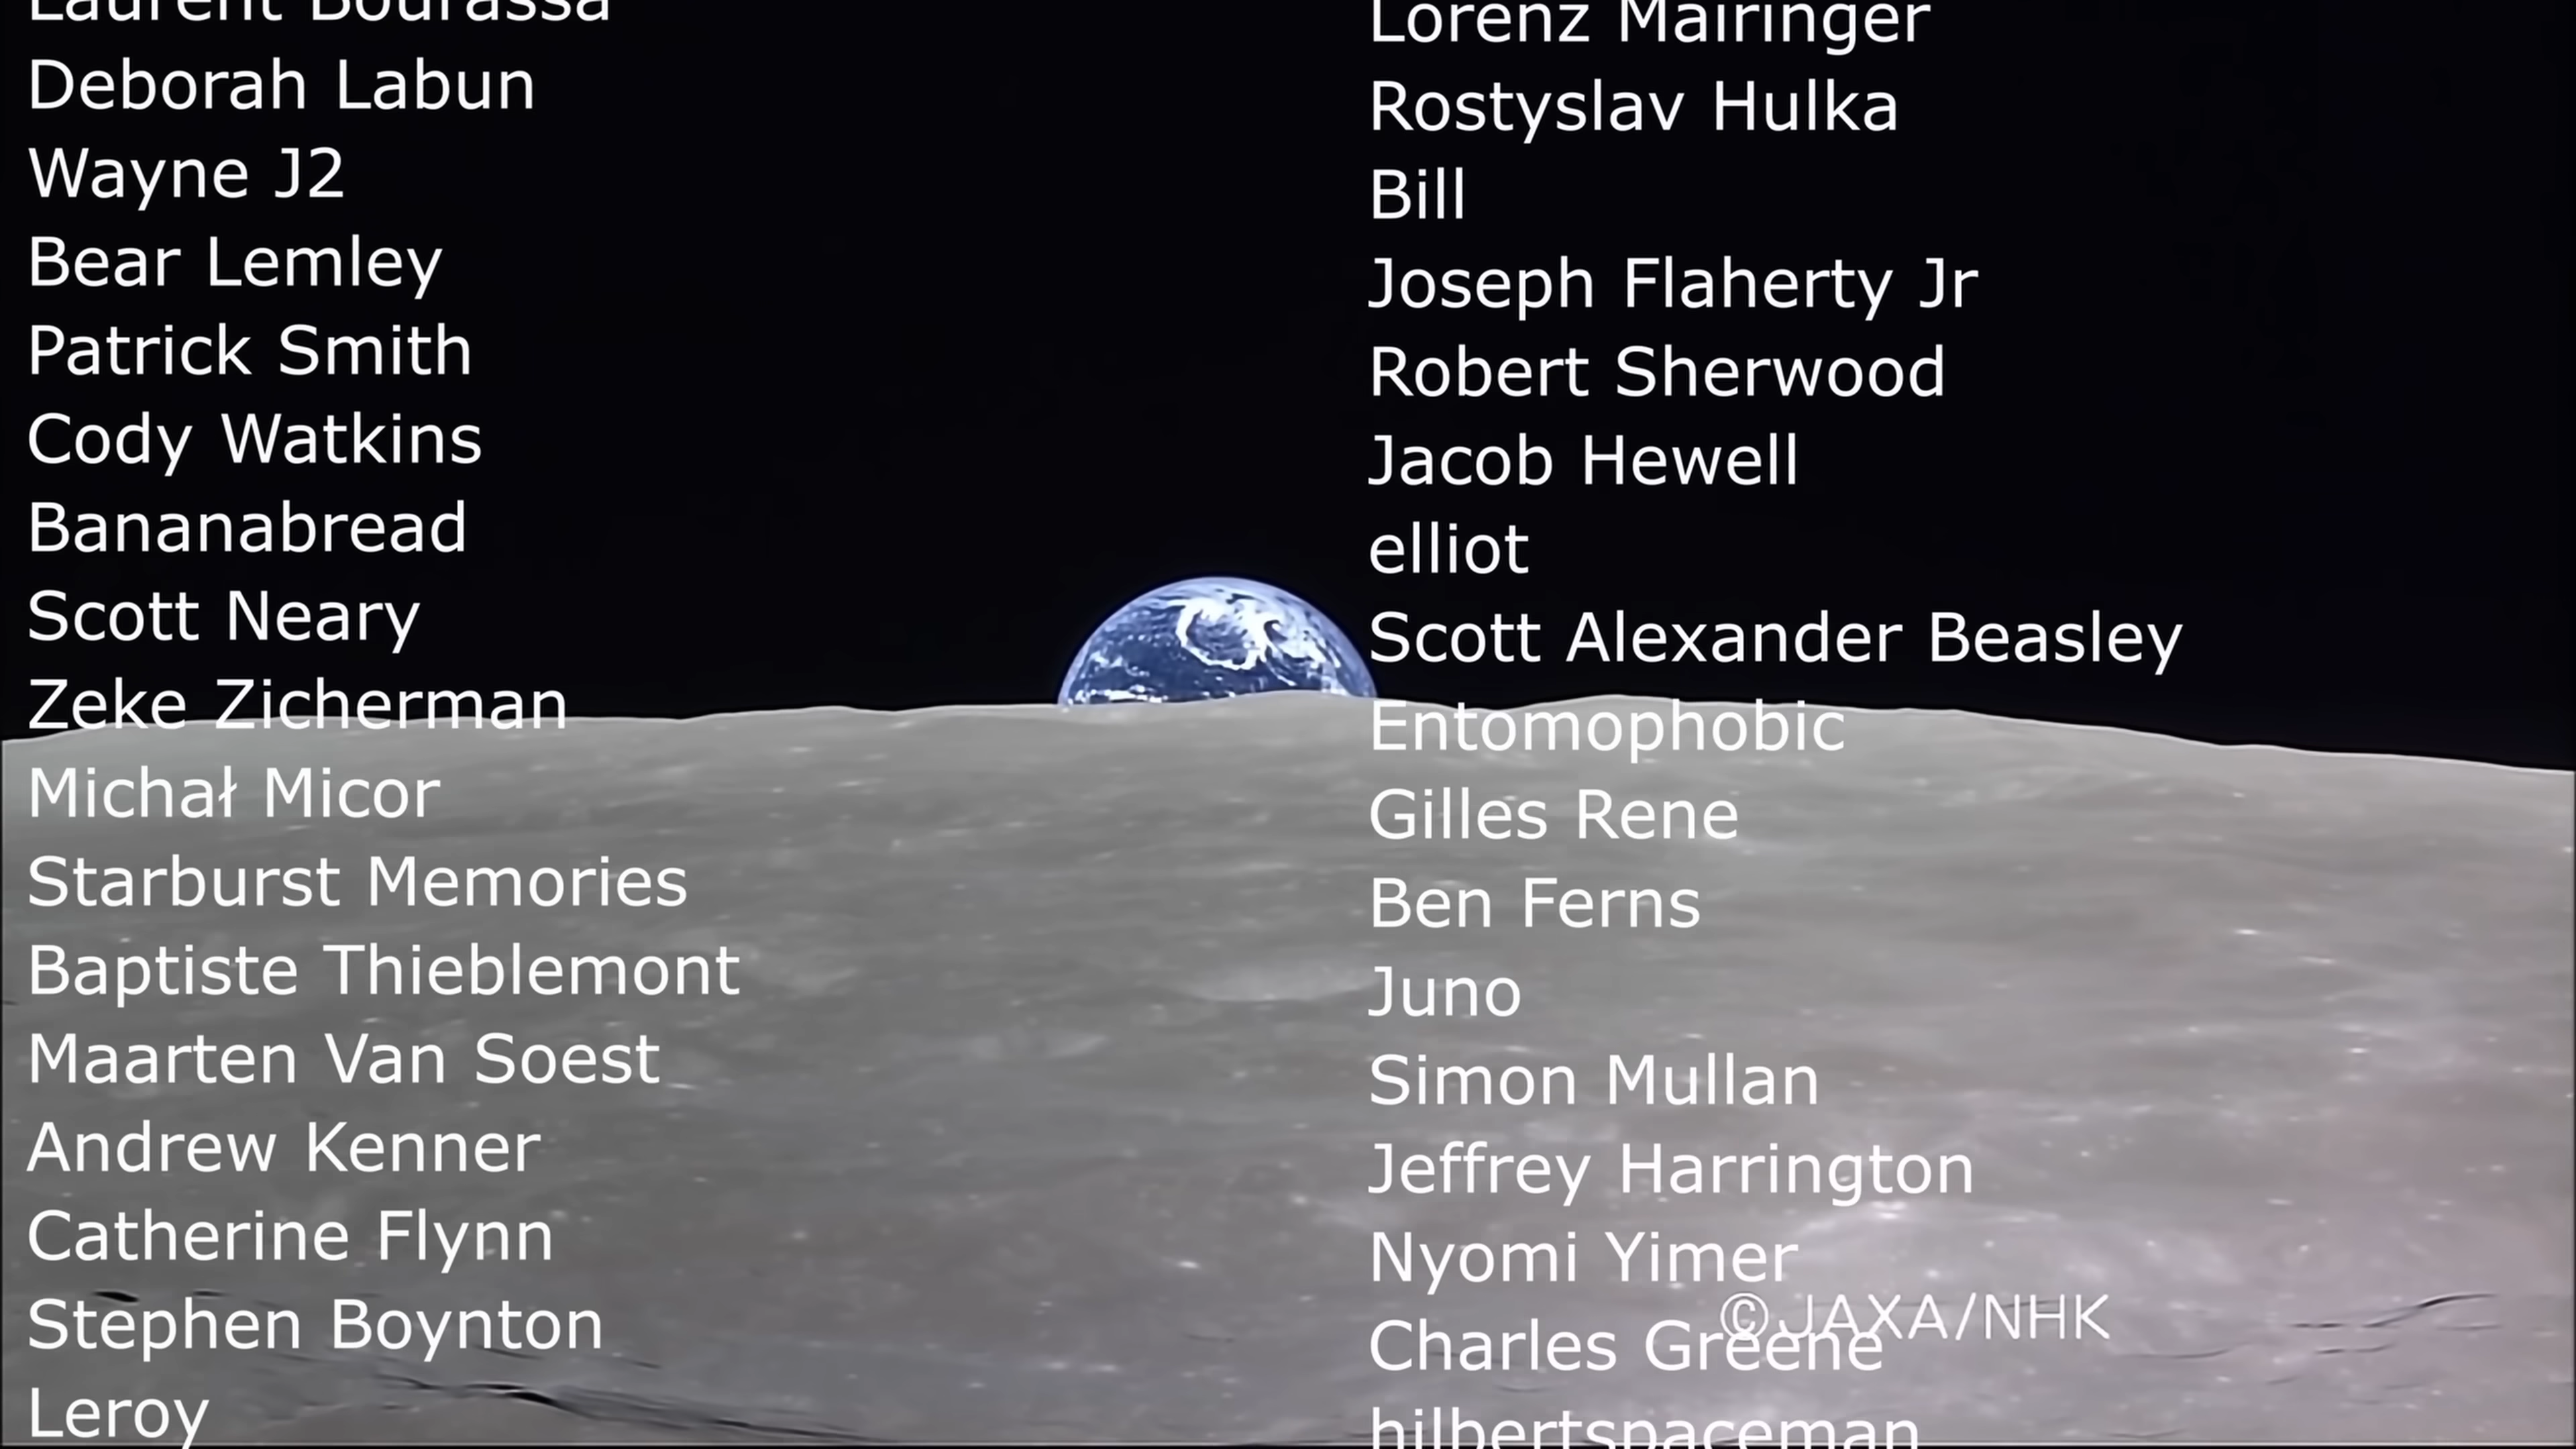 Laurent Bourassa
Deborah Labun
Wayne J2
Bear Lemley
Patrick Smith
Cody Watkins
Bananabread
Scott Neary
Zeke Zicherman
Michał Micor
Starburst Memories
Baptiste Thieblemont
Maarten Van Soest
Andrew Kenner
Catherine Flynn
Stephen Boynton
Leroy
Lorenz Mairinger
Rostyslav Hulka
Bill
Joseph Flaherty Jr
Robert Sherwood
Jacob Hewell
elliot
Scott Alexander Beasley
Entomophobic
Gilles Rene
Ben Ferns
Juno
Simon Mullan
Jeffrey Harrington
Nyomi Yimer
©JAXA/NHK
Charles Greene
hilbertspaceman